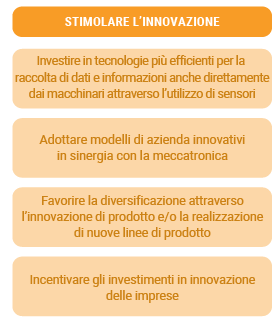 STIMOLARE L'INNOVAZIONE
Investire in tecnologie più efficienti per la
raccolta di dati e informazioni anche direttamente
dai macchinari attraverso l'utilizzo di sensori
Adottare modelli di azienda innovativi
in sinergia con la meccatronica
Favorire la diversificazione attraverso
l'innovazione di prodotto e/o la realizzazione
di nuove linee di prodotto
Incentivare gli investimenti in innovazione
delle imprese